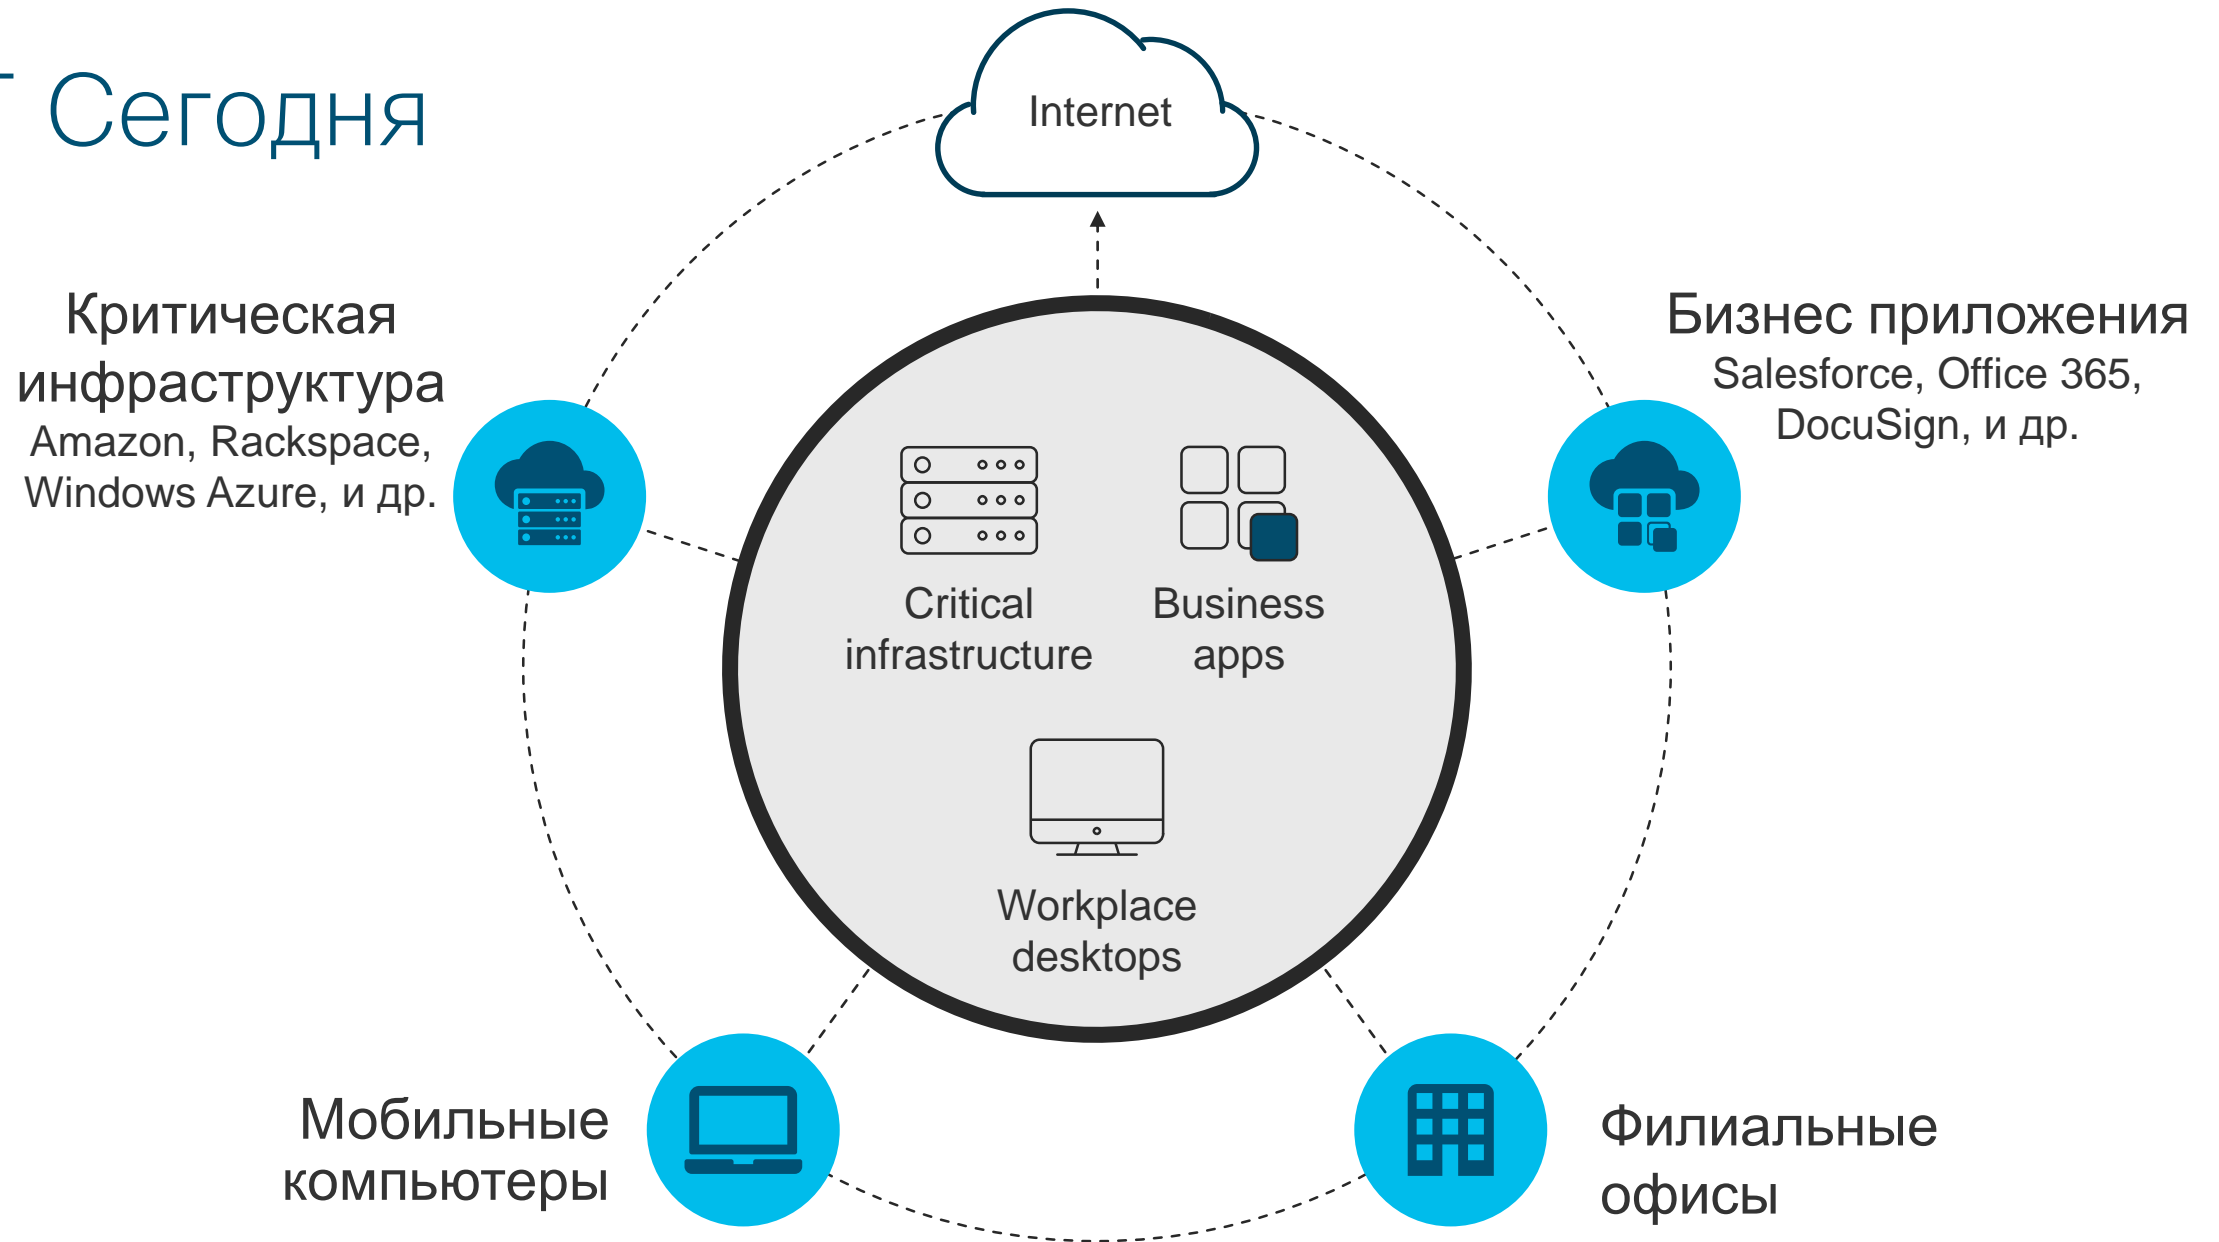 Сегодня
Internet
Критическая
инфраструктура
Amazon, Rackspace,
Windows Azure, и др.
Бизнес приложения
Salesforce, Office 365,
DocuSign, и др.
Critical
infrastructure
Business
apps
Workplace
desktops
Мобильные
компьютеры
Филиальные
офисы